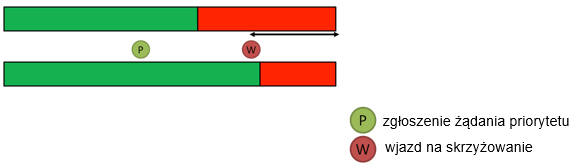 P
W
P zgłoszenie żądania priorytetu
W wjazd na skrzyżowanie